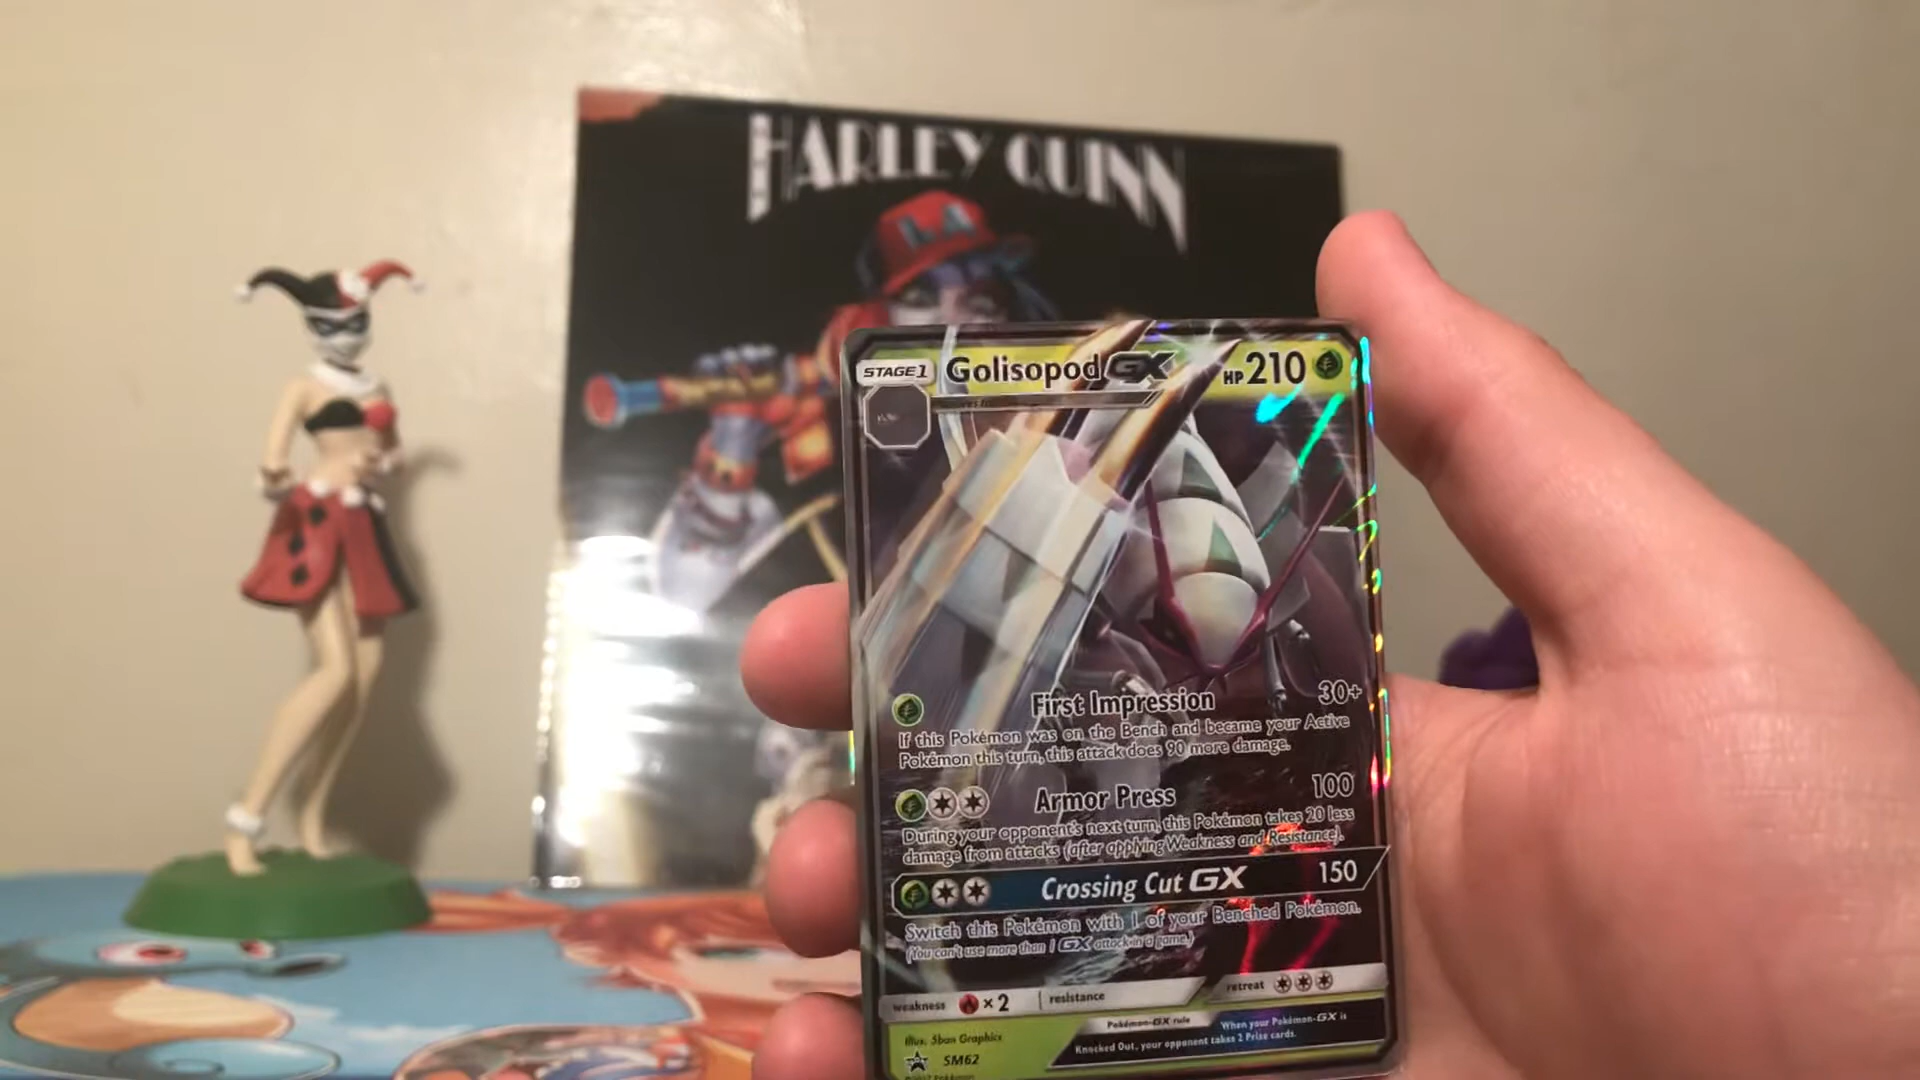 HARLEY QUINN
LA
STAGE 1 Golisopod GX HP 210
First Impression 30+
If this Pokémon was on the Bench and became your Active
Pokémon this turn, this attack does 90 more damage.
Armor Press 100
During your opponent's next turn, this Pokémon takes 20 less
damage from attacks (after applying Weakness and Resistance).
Crossing Cut GX 150
Switch this Pokémon with 1 of your Benched Pokémon.
(You can't use more than 1 GX attack in a game.)
weakness ×2 resistance retreat
Pokémon-GX rule When your Pokémon-GX is
Knocked Out, your opponent takes 2 Prize cards.
Illus. 5ban Graphics
SM62